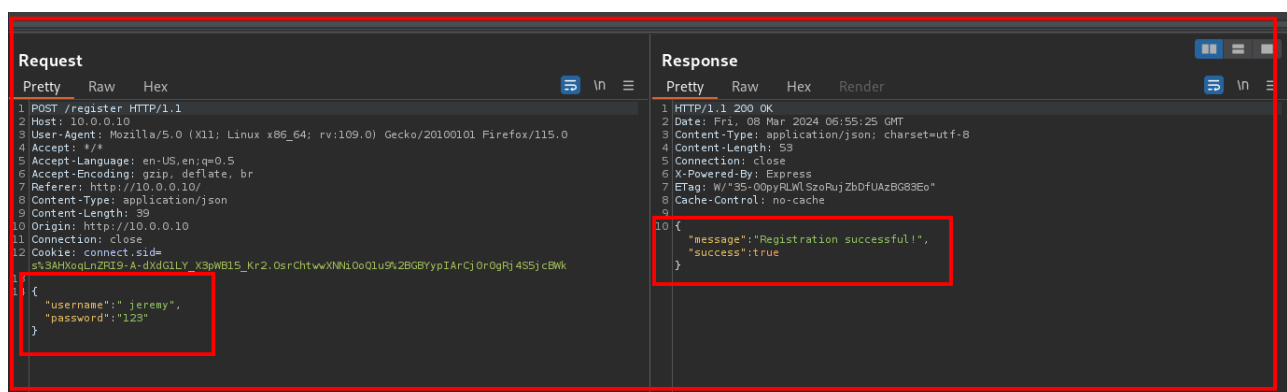 Request
Pretty Raw Hex \n
1 POST /register HTTP/1.1
2 Host: 10.0.0.10
3 User-Agent: Mozilla/5.0 (X11; Linux x86_64; rv:109.0) Gecko/20100101 Firefox/115.0
4 Accept: */*
5 Accept-Language: en-US,en;q=0.5
6 Accept-Encoding: gzip, deflate, br
7 Referer: http://10.0.0.10/
8 Content-Type: application/json
9 Content-Length: 39
10 Origin: http://10.0.0.10
11 Connection: close
12 Cookie: connect.sid=
13
14 {
"username":" jeremy",
"password":"123"
}
Response
Pretty Raw Hex Render \n
1 HTTP/1.1 200 OK
2 Date: Fri, 08 Mar 2024 06:55:25 GMT
3 Content-Type: application/json; charset=utf-8
4 Content-Length: 53
5 Connection: close
6 X-Powered-By: Express
7 ETag:
8 Cache-Control: no-cache
9
10 {
"message":"Registration successful!",
"success":true
}